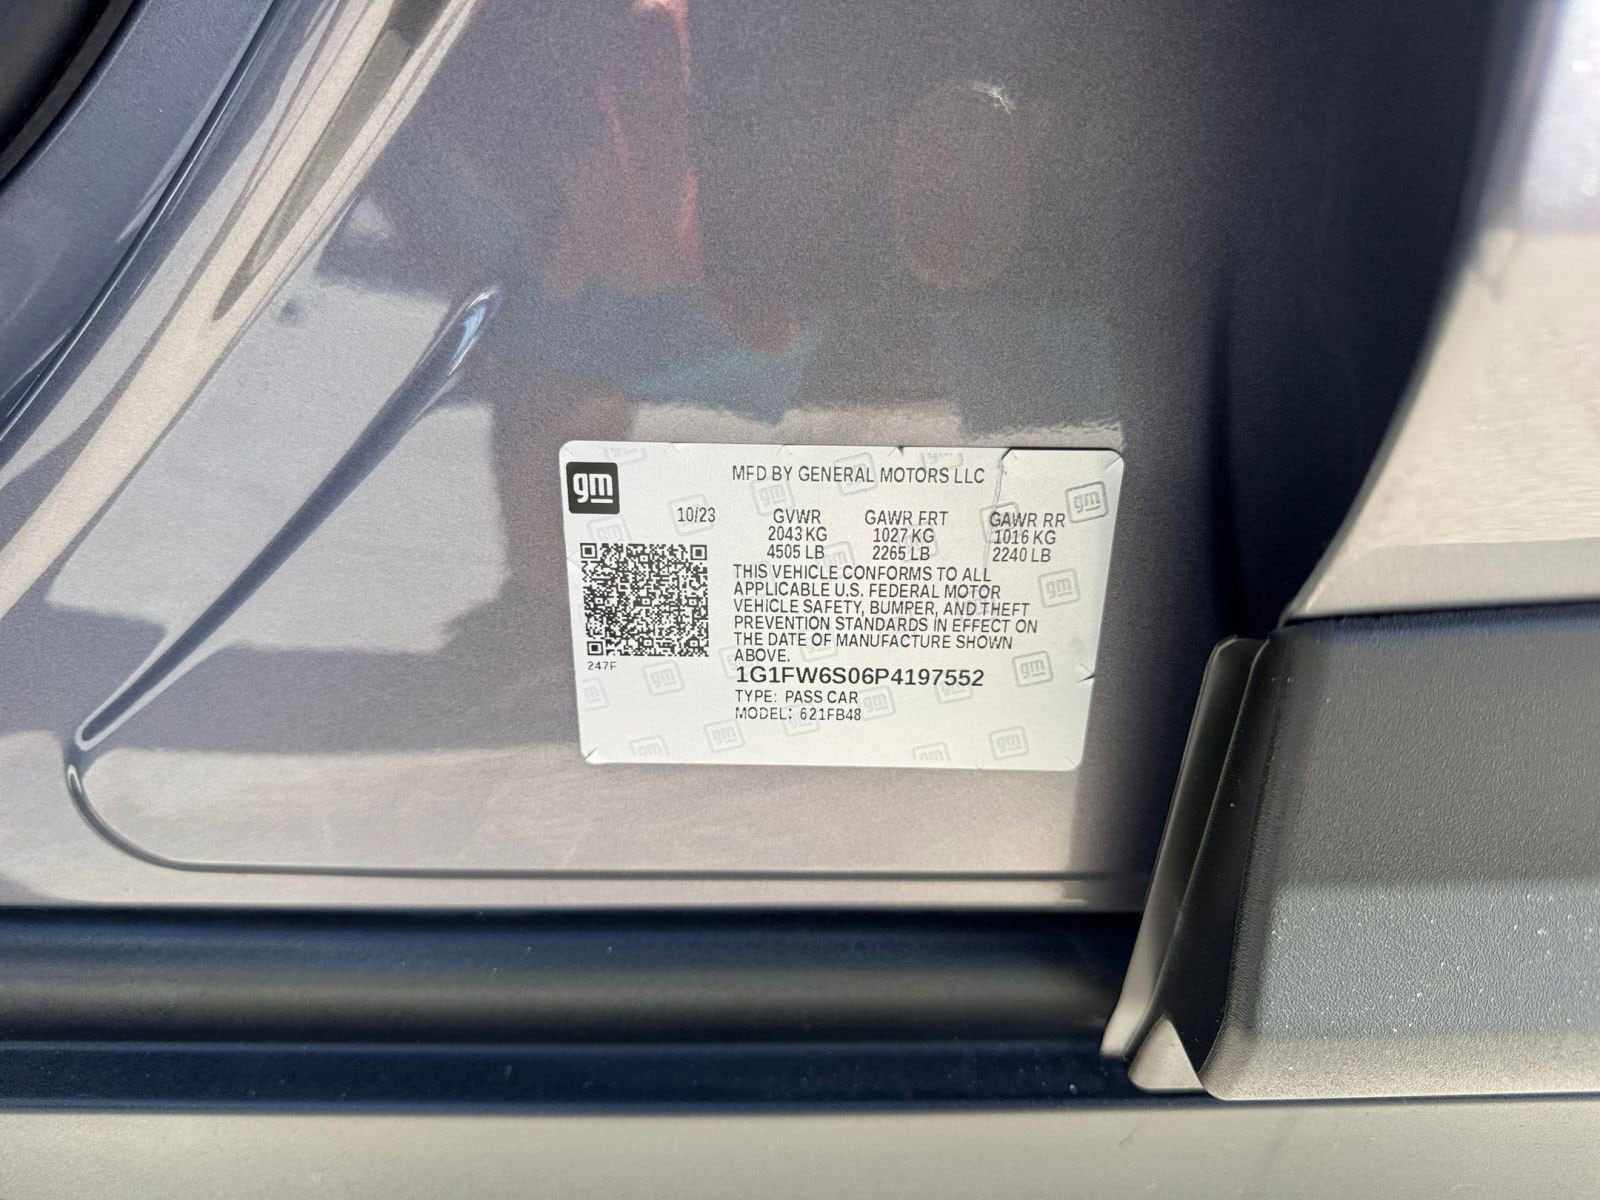 gm
MFD BY GENERAL MOTORS LLC
10/23 GVWR GAWR FRT GAWR RR
2043 KG 1027 KG 1016 KG
4505 LB 2265 LB 2240 LB
THIS VEHICLE CONFORMS TO ALL
APPLICABLE U.S. FEDERAL MOTOR
VEHICLE SAFETY, BUMPER, AND THEFT
PREVENTION STANDARDS IN EFFECT ON
THE DATE OF MANUFACTURE SHOWN
ABOVE.
247F
1G1FW6S06P4197552
TYPE: PASS CAR
MODEL: 621FB48